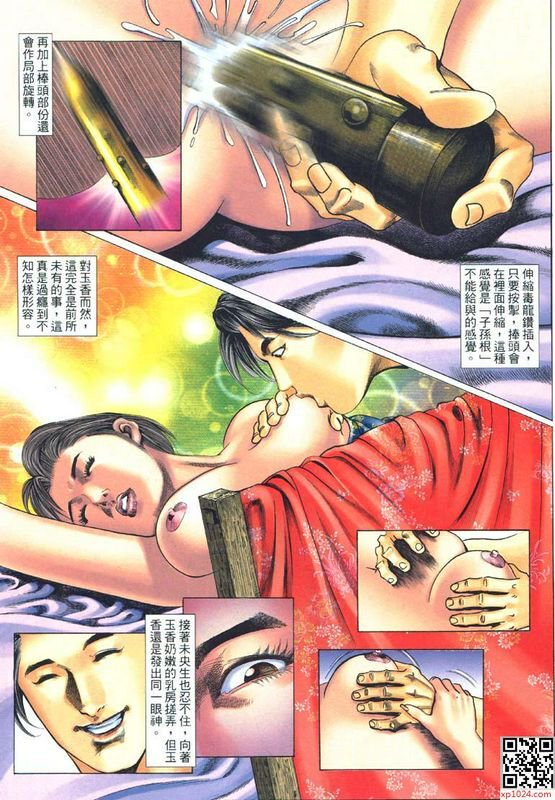 再加上棒頭部份還
會作局部旋轉。
伸縮毒龍鑽插入，
只要按掣，捧頭會
在裡面伸縮，這種
感覺是「子孫根」
不能給與的感覺。
對玉香而然，
這完全是前所
未有的事，這
真是過癮到不
知怎樣形容。
接著未央生也忍不住，向著
玉香奶嫩的乳房搓弄，但玉
香還是發出同一眼神。
xp1024.com